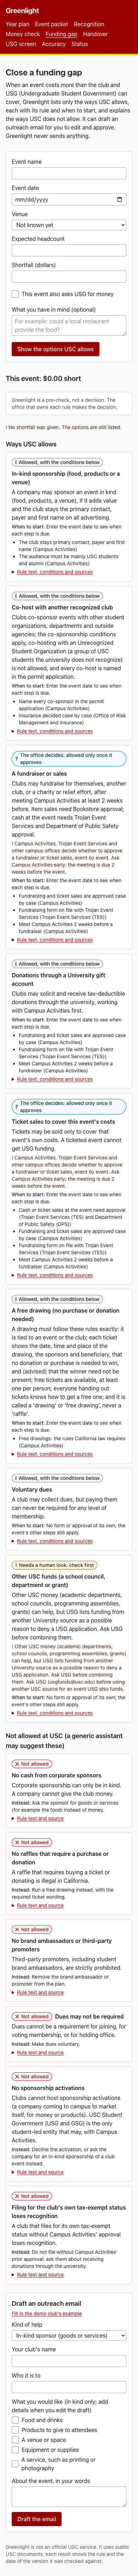 Greenlight
Year plan Event packet Recognition
Money check Funding gap Handover
USG screen Accuracy Status
Close a funding gap
When an event costs more than the club and
USG (Undergraduate Student Government) can
cover, Greenlight lists the ways USC allows, each
with its rule and when to start, and explains
the ways USC does not allow. It can draft an
outreach email for you to edit and approve.
Greenlight never sends anything.
Event name
Event date
mm/dd/yyyy
Venue
Not known yet
Expected headcount
Shortfall (dollars)
This event also asks USG for money
What you have in mind (optional)
For example: could a local restaurant
provide the food?
Show the options USC allows
This event: $0.00 short
Greenlight is a pre-check, not a decision. The
office that owns each rule makes the decision.
! No shortfall was given. The options are still listed.
Ways USC allows
i Allowed, with the conditions below
In-kind sponsorship (food, products or a
venue)
A company may sponsor an event in kind
(food, products, a venue), if it adds value
and the club stays the primary contact,
payer and first name on the marketing.
When to start: Enter the event date to see when
each step is due.
The club stays primary contact, payer and first
name (Campus Activities)
The audience must be mainly USC students
and alumni (Campus Activities)
Rule text, conditions and sources
i Allowed, with the conditions below
Co-host with another recognized club
Clubs co-sponsor events with other student
organizations, departments and outside
agencies; the co-sponsorship conditions
apply, co-hosting with an Unrecognized
Student Organization (a group of USC
students the university does not recognize)
is not allowed, and every co-host is named
in the permit application.
When to start: Enter the event date to see when
each step is due.
Name every co-sponsor in the permit
application (Campus Activities)
Insurance decided case by case (Office of Risk
Management and Insurance)
Rule text, conditions and sources
? The office decides: allowed only once it
approves
A fundraiser or sales
Clubs may fundraise for themselves, another
club, or a charity or relief effort, after
meeting Campus Activities at least 2 weeks
before. Item sales need Bookstore approval;
cash at the event needs Trojan Event
Services and Department of Public Safety
approval.
! Campus Activities, Trojan Event Services and
other campus offices decide whether to approve
a fundraiser or ticket sales, event by event. Ask
Campus Activities early; the meeting is due 2
weeks before the event.
When to start: Enter the event date to see when
each step is due.
Fundraising and ticket sales are approved case
by case (Campus Activities)
Fundraising form on file with Trojan Event
Services (Trojan Event Services (TES))
Meet Campus Activities 2 weeks before a
fundraiser (Campus Activities)
Rule text, conditions and sources
i Allowed, with the conditions below
Donations through a University gift
account
Clubs may solicit and receive tax-deductible
donations through the university, working
with Campus Activities first.
When to start: Enter the event date to see when
each step is due.
Fundraising and ticket sales are approved case
by case (Campus Activities)
Fundraising form on file with Trojan Event
Services (Trojan Event Services (TES))
Meet Campus Activities 2 weeks before a
fundraiser (Campus Activities)
Rule text, conditions and sources
? The office decides: allowed only once it
approves
Ticket sales to cover this event's costs
Tickets may be sold only to cover that
event's own costs. A ticketed event cannot
get USG funding.
! Campus Activities, Trojan Event Services and
other campus offices decide whether to approve
a fundraiser or ticket sales, event by event. Ask
Campus Activities early; the meeting is due 2
weeks before the event.
When to start: Enter the event date to see when
each step is due.
Cash or ticket sales at the event need approval
(Trojan Event Services (TES) and Department
of Public Safety (DPS))
Fundraising and ticket sales are approved case
by case (Campus Activities)
Fundraising form on file with Trojan Event
Services (Trojan Event Services (TES))
Meet Campus Activities 2 weeks before a
fundraiser (Campus Activities)
Rule text, conditions and sources
i Allowed, with the conditions below
A free drawing (no purchase or donation
needed)
A drawing must follow these rules exactly: it
is not tied to buying a ticket, the tickets
show the date, time and place of the
drawing, the sponsors and beneficiary, that
no donation or purchase is needed to win,
and (if advised) that one need not be
present; free tickets are available, at least
one per person; everyone handing out
tickets knows how to get one free, and it is
called a 'drawing' or 'free drawing', never a
'raffle'.
When to start: Enter the event date to see when
each step is due.
Free drawings: the rules California law requires
(Campus Activities)
Rule text, conditions and sources
i Allowed, with the conditions below
Voluntary dues
A club may collect dues, but paying them
can never be required for any level of
membership.
When to start: No form or approval of its own; the
event's other steps still apply.
Rule text, conditions and sources
! Needs a human look: check first
Other USC funds (a school council,
department or grant)
Other USC money (academic departments,
school councils, programming assemblies,
grants) can help, but USG lists funding from
another University source as a possible
reason to deny a USG application. Ask USG
before combining them.
! Other USC money (academic departments,
school councils, programming assemblies, grants)
can help, but USG lists funding from another
University source as a possible reason to deny a
USG application. Ask USG before combining
them. Ask USG (usgfunds@usc.edu) before using
another USC source for an event USG also funds.
When to start: No form or approval of its own; the
event's other steps still apply.
Rule text, conditions and sources
Not allowed at USC (a generic assistant
may suggest these)
✕ Not allowed
No cash from corporate sponsors
Corporate sponsorship can only be in kind.
A company cannot give the club money.
Instead: Ask the sponsor for goods or services
(for example the food) instead of money.
Rule text and source
✕ Not allowed
No raffles that require a purchase or
donation
A raffle that requires buying a ticket or
donating is illegal in California.
Instead: Run a free drawing instead, with the
required ticket wording.
Rule text and source
✕ Not allowed
No brand ambassadors or third-party
promoters
Third-party promoters, including student
brand ambassadors, are strictly prohibited.
Instead: Remove the brand ambassador or
promoter from the plan.
Rule text and source
✕ Not allowed Dues may not be required
Dues cannot be a requirement for joining, for
voting membership, or for holding office.
Instead: Make dues voluntary.
Rule text and source
✕ Not allowed
No sponsorship activations
Clubs cannot host sponsorship activations
(a company coming to campus to market
itself, for money or products). USC Student
Government (USG) and GSG) is the only
student-led entity that may, with Campus
Activities.
Instead: Decline the activation, or ask the
company for an in-kind sponsorship of a club
event instead.
Rule text and source
✕ Not allowed
Filing for the club's own tax-exempt status
loses recognition
A club that files for its own tax-exempt
status without Campus Activities' approval
loses recognition.
Instead: Do not file without Campus Activities'
prior approval; ask them about receiving
donations through the university.
Rule text and source
Draft an outreach email
Fill in the demo club's example
Kind of help
In-kind sponsor (goods or services)
Your club's name
Who it is to
What you would like (in kind only; add
details when you edit the draft)
Food and drinks
Products to give to attendees
A venue or space
Equipment or supplies
A service, such as printing or
photography
About the event, in your words
Draft the email
Greenlight is not an official USC service. It uses public
USC documents, each result shows the rule and the
date of the version it was checked against.